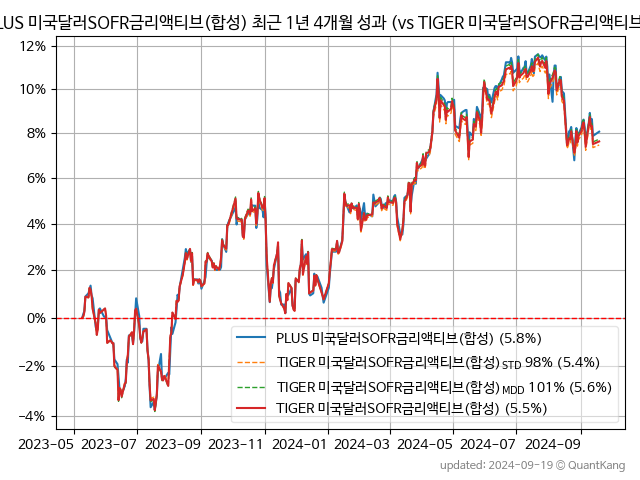 PLUS 미국달러SOFR금리액티브(합성) 최근 1년 4개월 성과 (vs TIGER 미국달러SOFR금리액티브
12%
10%
8%
6%
4%
2%
0%
−2%
−4%
PLUS 미국달러SOFR금리액티브(합성) (5.8%)
TIGER 미국달러SOFR금리액티브(합성) STD 98% (5.4%)
TIGER 미국달러SOFR금리액티브(합성) MDD 101% (5.6%)
TIGER 미국달러SOFR금리액티브(합성) (5.5%)
2023-05 2023-07 2023-09 2023-11 2024-01 2024-03 2024-05 2024-07 2024-09
updated: 2024-09-19 @ QuantKang